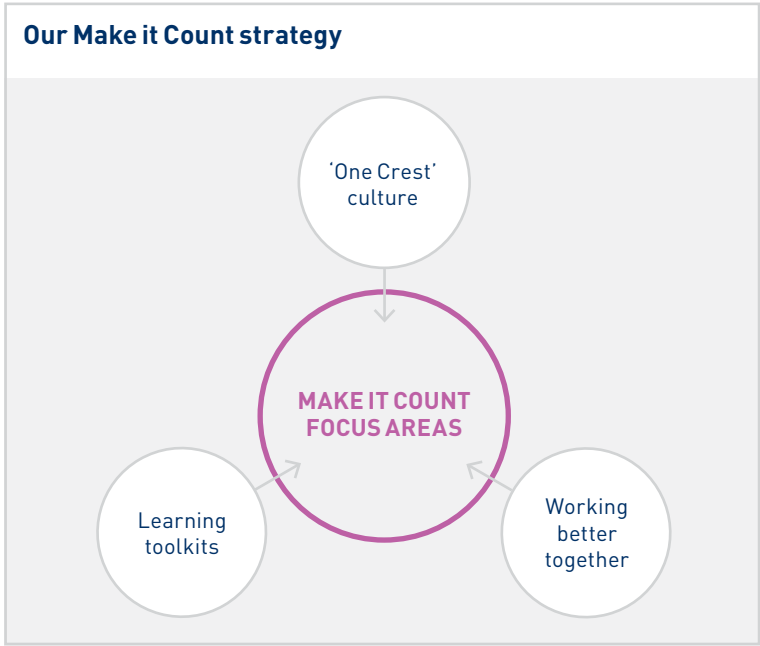 Our Make it Count strategy
‘One Crest’
culture
MAKE IT COUNT
FOCUS AREAS
Learning
toolkits
Working
better
together